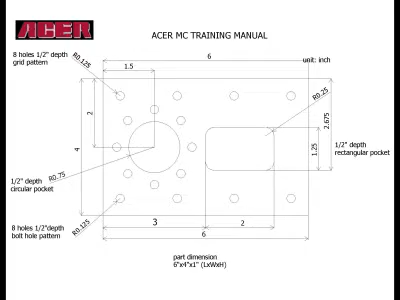 ACER
ACER MC TRAINING MANUAL
8 holes 1/2" depth
grid pattern
R0.125
6
unit: inch
1.5
R0.25
2
2.675
4
1.25
1/2" depth
rectangular pocket
1/2" depth
circular pocket
R0.75
8 holes 1/2"depth
bolt hole pattern
R0.125
3
2
6
part dimension
6"x4"x1" (LxWxH)